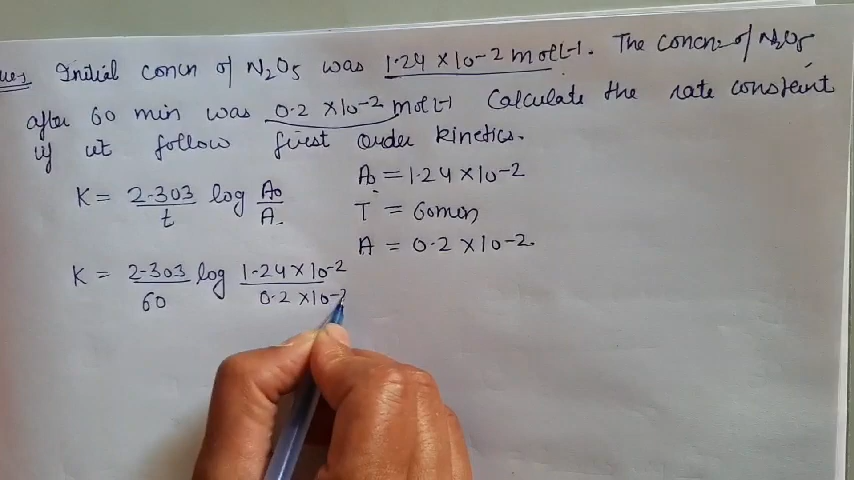 Initial concn of N2O5 was 1.24 × 10-2 mol L-1. The concn of N2O5
after 60 min was 0.2 × 10-2 mol L-1 Calculate the rate constant
if it follow first order kinetics.
K = 2.303/t log A0/A
A0 = 1.24 × 10-2
T = 60 min
A = 0.2 × 10-2.
K = 2.303/60 log 1.24 × 10-2/0.2 × 10-2